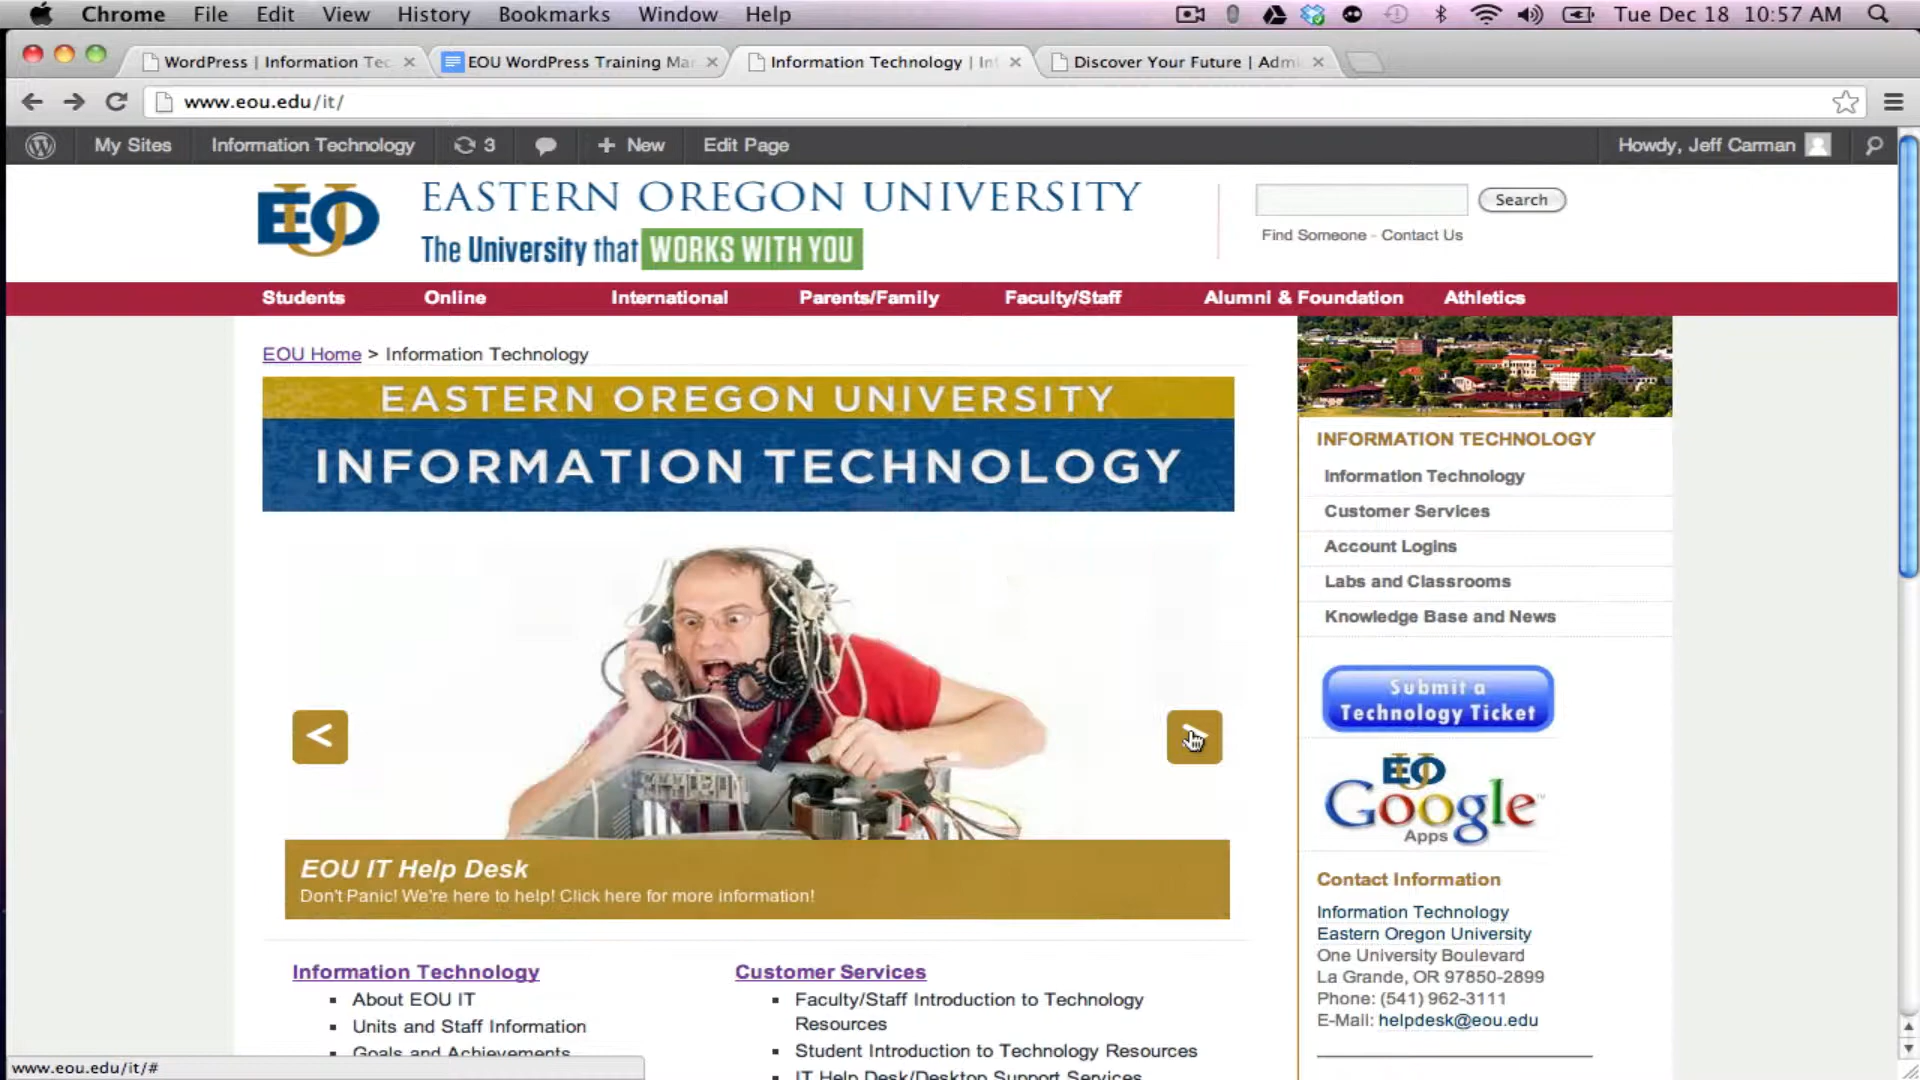 Chrome File Edit View History Bookmarks Window Help Tue Dec 18 10:57 AM
WordPress | Information Tec
EOU WordPress Training Mar
Information Technology | In
Discover Your Future | Admi
www.eou.edu/it/
My Sites Information Technology 3 + New Edit Page Howdy, Jeff Carman
EOU
EASTERN OREGON UNIVERSITY
The University that WORKS WITH YOU
Search
Find Someone - Contact Us
Students Online International Parents/Family Faculty/Staff Alumni & Foundation Athletics
EOU Home > Information Technology
EASTERN OREGON UNIVERSITY
INFORMATION TECHNOLOGY
<
EOU IT Help Desk
Don't Panic! We're here to help! Click here for more information!
Information Technology
▪ About EOU IT
▪ Units and Staff Information
▪ Goals and Achievements
Customer Services
▪ Faculty/Staff Introduction to Technology
Resources
▪ Student Introduction to Technology Resources
▪ IT Help Desk/Desktop Support Services
INFORMATION TECHNOLOGY
Information Technology
Customer Services
Account Logins
Labs and Classrooms
Knowledge Base and News
Submit a
Technology Ticket
EOU
Google™
Apps
Contact Information
Information Technology
Eastern Oregon University
One University Boulevard
La Grande, OR 97850-2899
Phone: (541) 962-3111
E-Mail: helpdesk@eou.edu
www.eou.edu/it/#